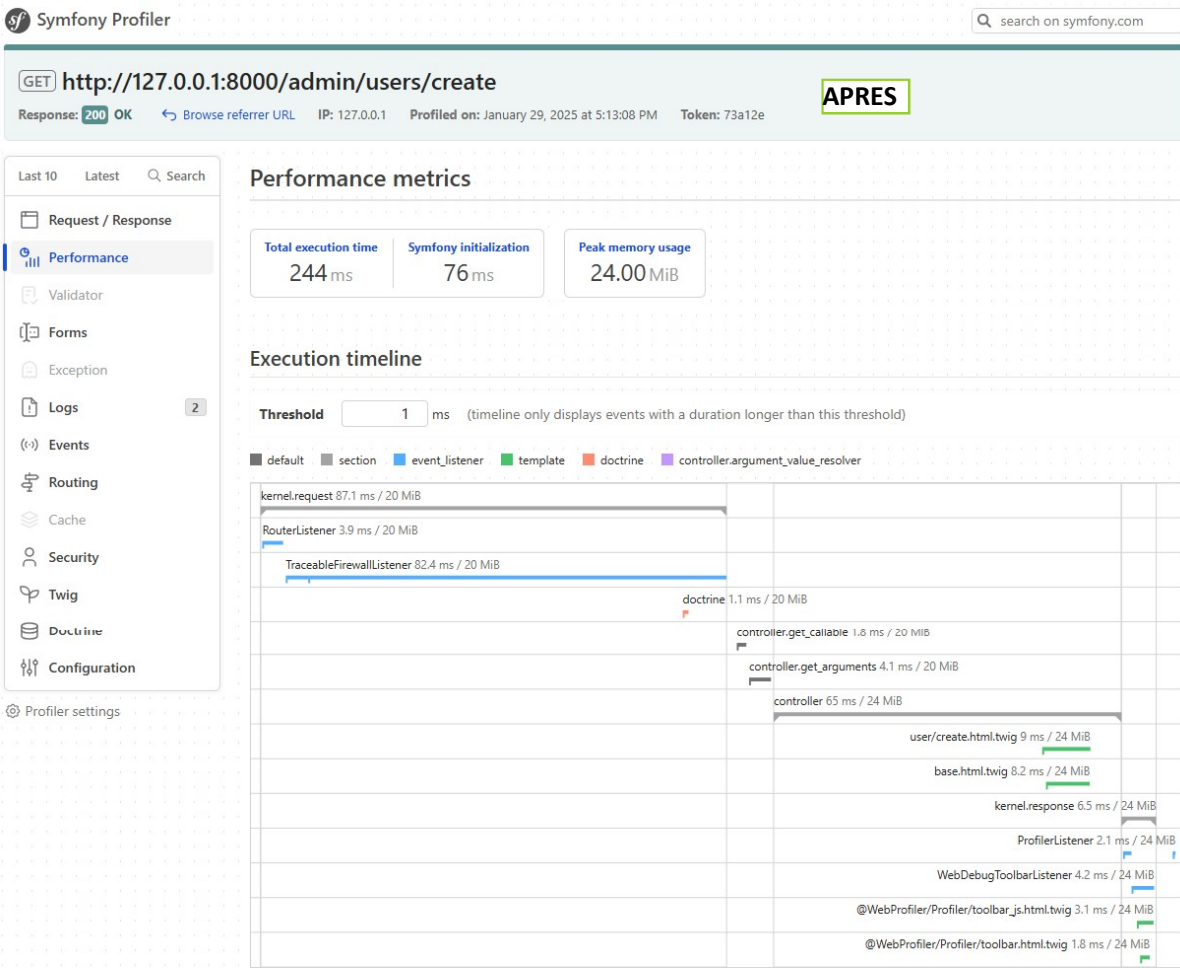 Symfony Profiler
search on symfony.com
GET http://127.0.0.1:8000/admin/users/create
APRES
Response: 200 OK Browse referrer URL IP: 127.0.0.1 Profiled on: January 29, 2025 at 5:13:08 PM Token: 73a12e
Last 10 Latest Search
Request / Response
Performance
Validator
Forms
Exception
Logs 2
Events
Routing
Cache
Security
Twig
Doctrine
Configuration
Profiler settings
Performance metrics
Total execution time
244 ms
Symfony initialization
76 ms
Peak memory usage
24.00 MiB
Execution timeline
Threshold 1 ms (timeline only displays events with a duration longer than this threshold)
default section event_listener template doctrine controller.argument_value_resolver
kernel.request 87.1 ms / 20 MiB
RouterListener 3.9 ms / 20 MiB
TraceableFirewallListener 82.4 ms / 20 MiB
doctrine 1.1 ms / 20 MiB
controller.get_callable 1.8 ms / 20 MiB
controller.get_arguments 4.1 ms / 20 MiB
controller 65 ms / 24 MiB
user/create.html.twig 9 ms / 24 MiB
base.html.twig 8.2 ms / 24 MiB
kernel.response 6.5 ms / 24 MiB
ProfilerListener 2.1 ms / 24 MiB
WebDebugToolbarListener 4.2 ms / 24 MiB
@WebProfiler/Profiler/toolbar_js.html.twig 3.1 ms / 24 MiB
@WebProfiler/Profiler/toolbar.html.twig 1.8 ms / 24 MiB